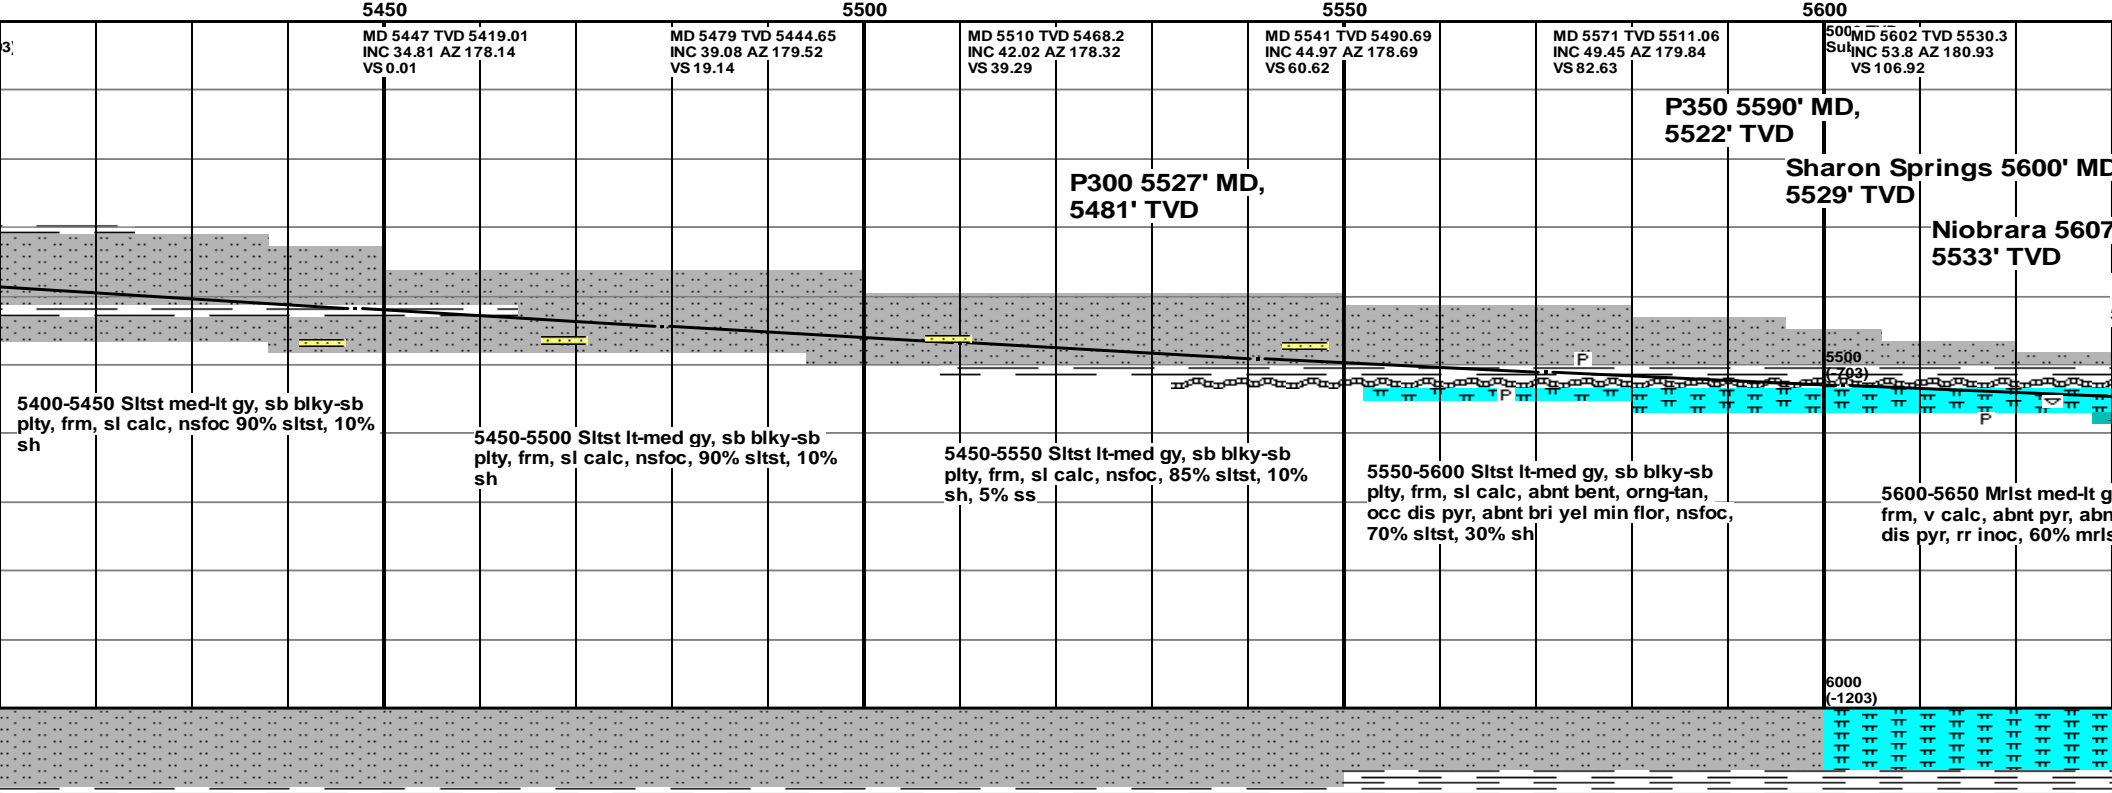 5450 5500 5550 5600
3'
MD 5447 TVD 5419.01
INC 34.81 AZ 178.14
VS 0.01
MD 5479 TVD 5444.65
INC 39.08 AZ 179.52
VS 19.14
MD 5510 TVD 5468.2
INC 42.02 AZ 178.32
VS 39.29
MD 5541 TVD 5490.69
INC 44.97 AZ 178.69
VS 60.62
MD 5571 TVD 5511.06
INC 49.45 AZ 179.84
VS 82.63
MD 5602 TVD 5530.3
INC 53.8 AZ 180.93
VS 106.92
P350 5590' MD,
5522' TVD
Sharon Springs 5600' MD
5529' TVD
P300 5527' MD,
5481' TVD
Niobrara 5607
5533' TVD
P
P
P
5500
(-703)
5400-5450 Sltst med-lt gy, sb blky-sb
plty, frm, sl calc, nsfoc 90% sltst, 10%
sh
5450-5500 Sltst lt-med gy, sb blky-sb
plty, frm, sl calc, nsfoc, 90% sltst, 10%
sh
5450-5550 Sltst lt-med gy, sb blky-sb
plty, frm, sl calc, nsfoc, 85% sltst, 10%
sh, 5% ss
5550-5600 Sltst lt-med gy, sb blky-sb
plty, frm, sl calc, abnt bent, orng-tan,
occ dis pyr, abnt bri yel min flor, nsfoc,
70% sltst, 30% sh
5600-5650 Mrlst med-lt g
frm, v calc, abnt pyr, abn
dis pyr, rr inoc, 60% mrls
6000
(-1203)